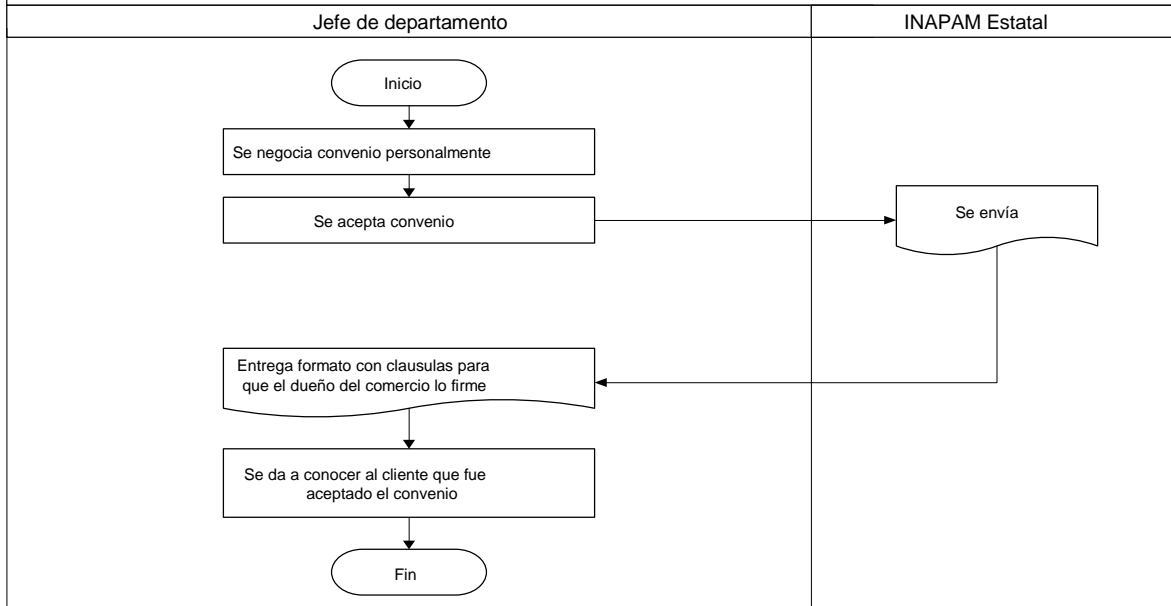 Jefe de departamento
INAPAM Estatal
Inicio
Se negocia convenio personalmente
Se acepta convenio
Se envía
Entrega formato con clausulas para
que el dueño del comercio lo firme
Se da a conocer al cliente que fue
aceptado el convenio
Fin